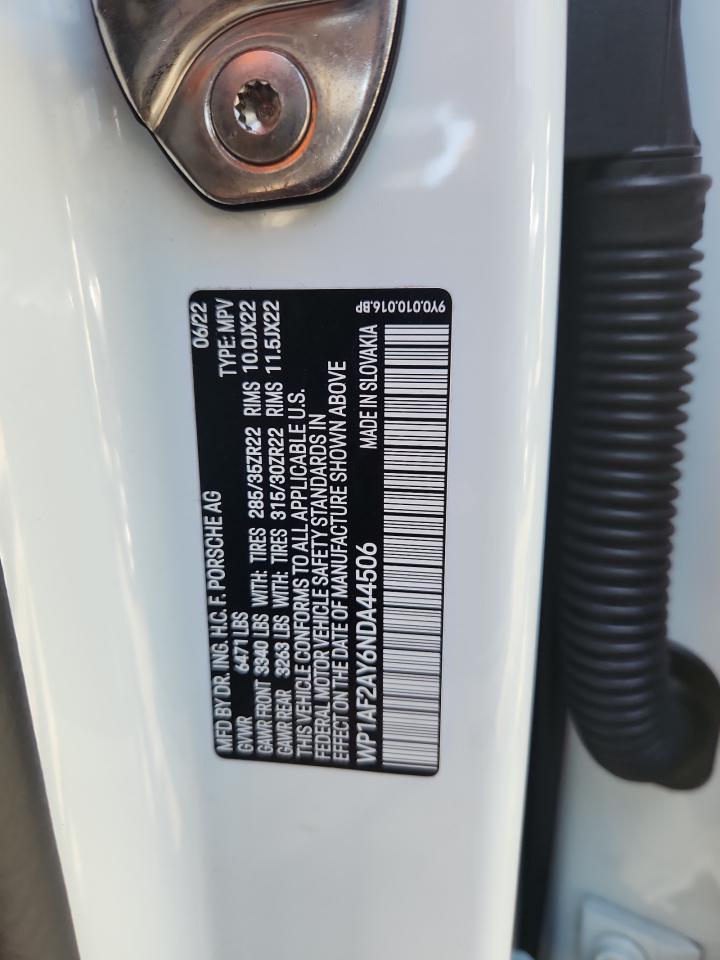 MFD BY DR. ING. H.C. F. PORSCHE AG 06/22
GVWR 6471 LBS TYPE: MPV
GAWR FRONT 3340 LBS WITH: TIRES 285/35ZR22 RIMS 10.0JX22
GAWR REAR 3263 LBS WITH: TIRES 315/30ZR22 RIMS 11.5JX22
THIS VEHICLE CONFORMS TO ALL APPLICABLE U.S.
FEDERAL MOTOR VEHICLE SAFETY STANDARDS IN
EFFECT ON THE DATE OF MANUFACTURE SHOWN ABOVE
WP1AF2AY6NDA44506 MADE IN SLOVAKIA
9Y0.010.016.BP